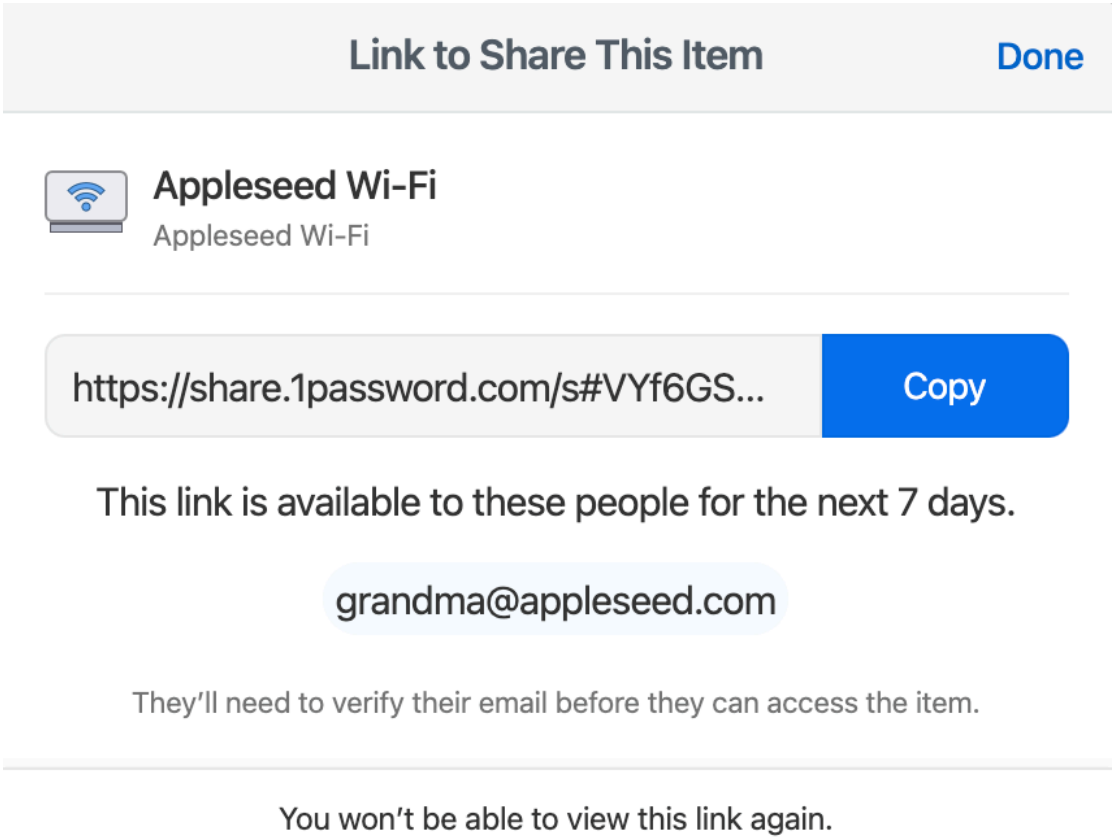 Link to Share This Item
Done
Appleseed Wi-Fi
Appleseed Wi-Fi
https://share.1password.com/s#VYf6GS...
Copy
This link is available to these people for the next 7 days.
grandma@appleseed.com
They’ll need to verify their email before they can access the item.
You won’t be able to view this link again.